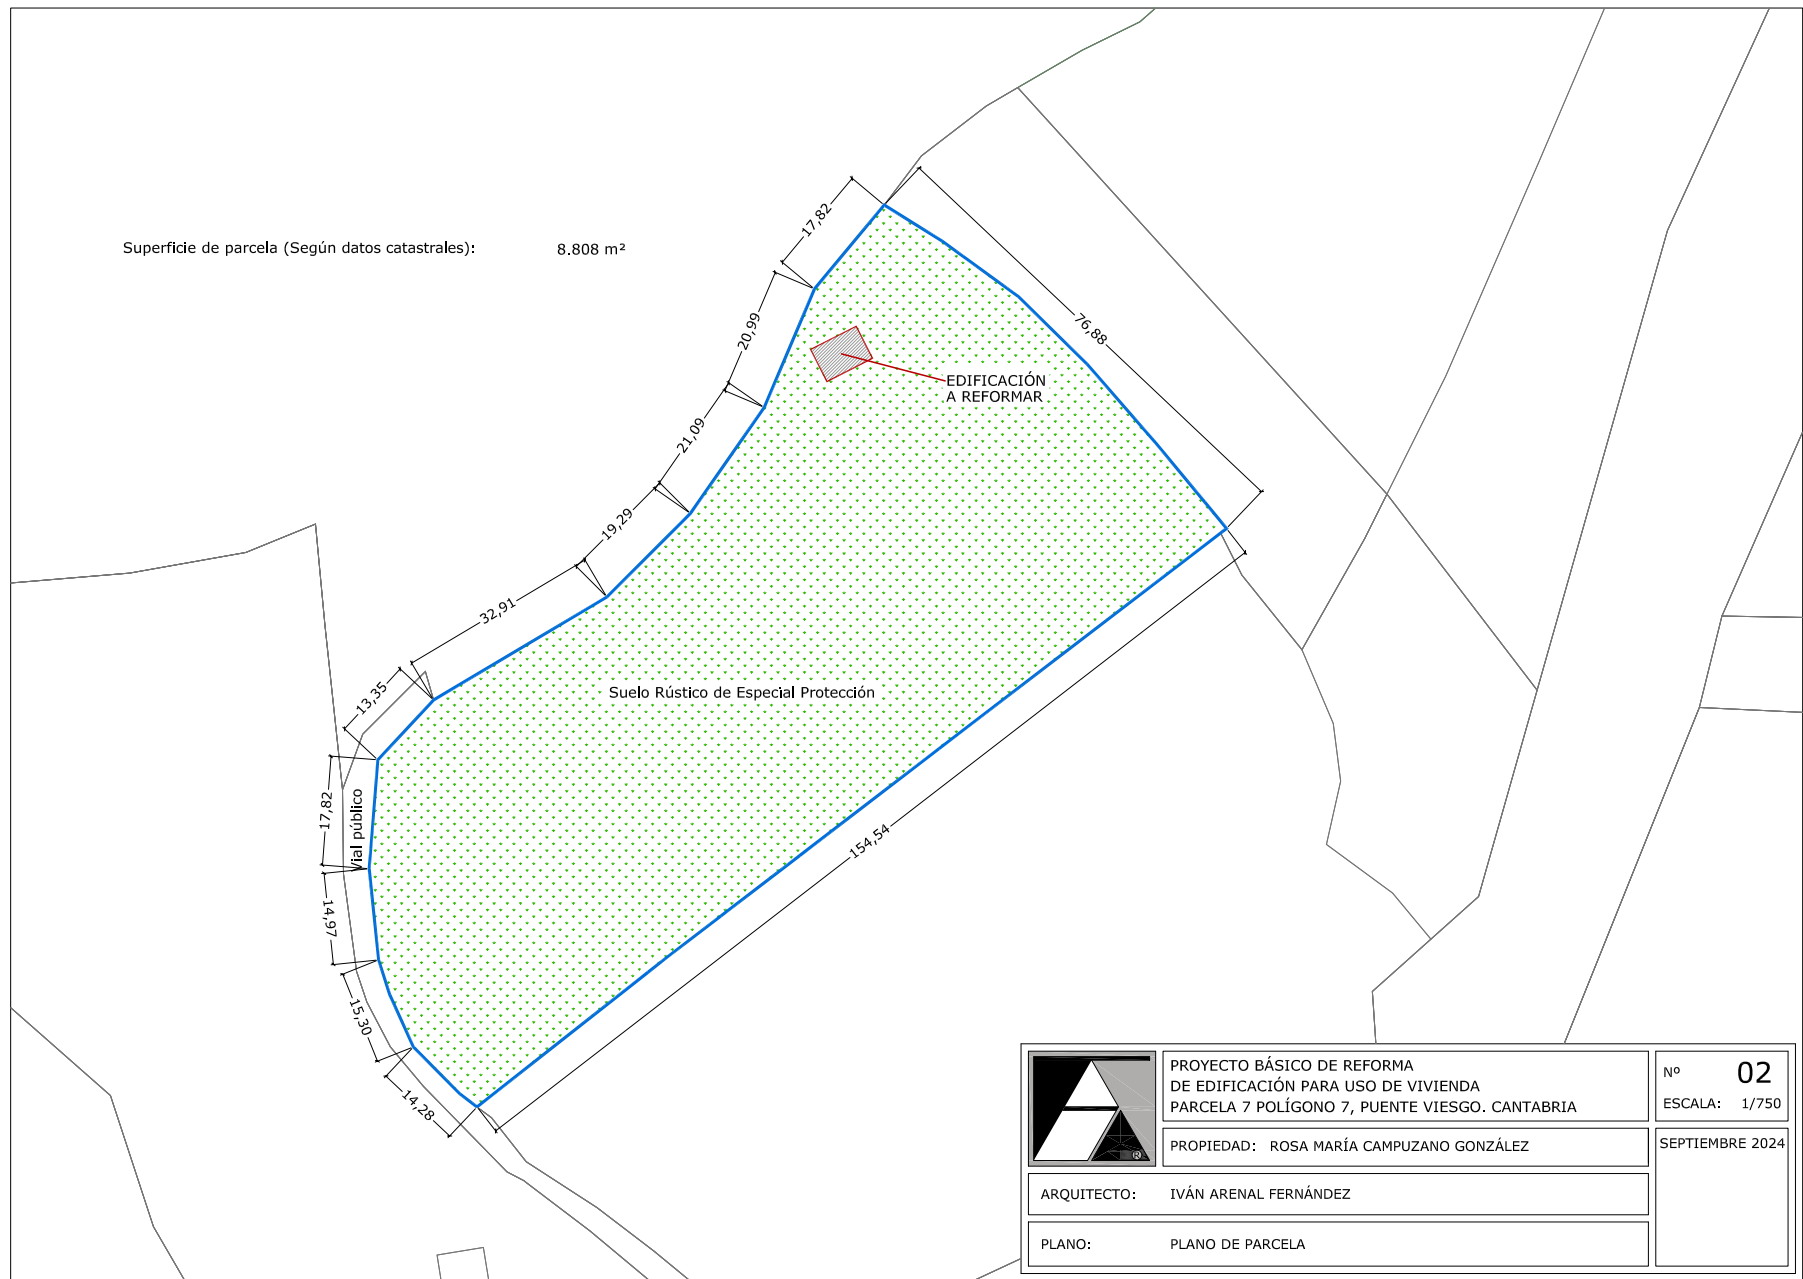 Superficie de parcela (Según datos catastrales): 8.808 m²
17,82
20,99
76,88
EDIFICACIÓN
A REFORMAR
21,09
19,29
32,91
13,35
Suelo Rústico de Especial Protección
17,82
Vial público
154,54
14,97
15,30
14,28
PROYECTO BÁSICO DE REFORMA
DE EDIFICACIÓN PARA USO DE VIVIENDA
PARCELA 7 POLÍGONO 7, PUENTE VIESGO. CANTABRIA
Nº 02
ESCALA: 1/750
PROPIEDAD: ROSA MARÍA CAMPUZANO GONZÁLEZ
SEPTIEMBRE 2024
®
ARQUITECTO: IVÁN ARENAL FERNÁNDEZ
PLANO: PLANO DE PARCELA